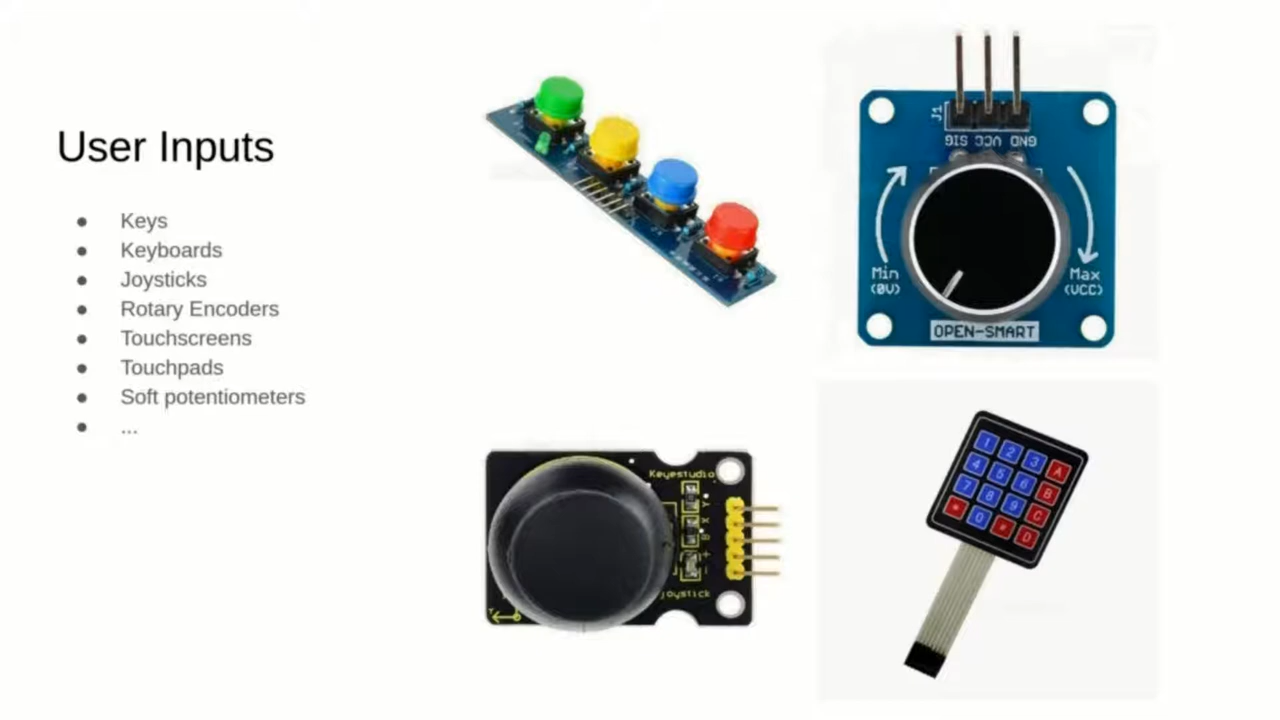 User Inputs
● Keys
● Keyboards
● Joysticks
● Rotary Encoders
● Touchscreens
● Touchpads
● Soft potentiometers
● ...
J1
SIG VCC GND
Min
(0V)
Max
(VCC)
OPEN-SMART
Keyestudio
Y
X
B
+
-
joystick
Y
1 2 3 A
4 5 6 B
7 8 9 C
* 0 # D